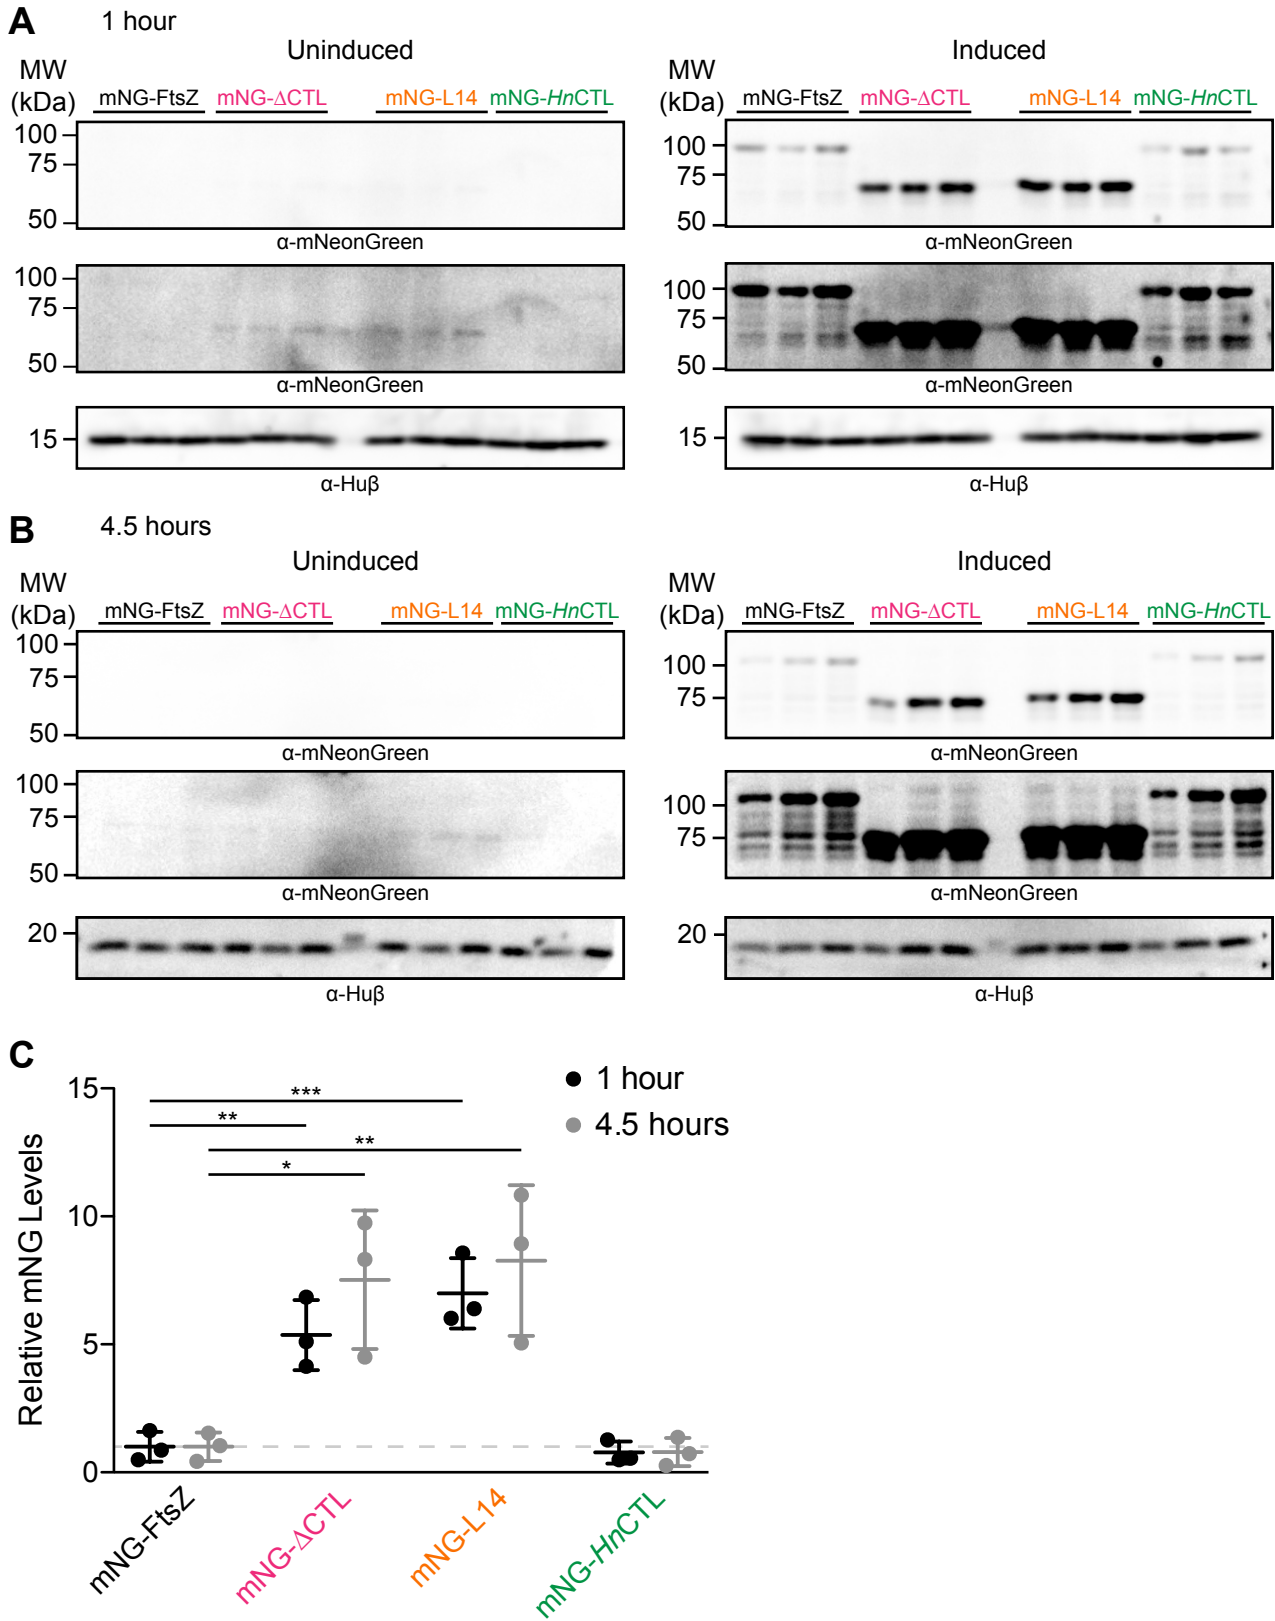 A
1 hour
Uninduced
MW
(kDa)
mNG-FtsZ mNG-ΔCTL mNG-L14 mNG-HnCTL
100
75
50
α-mNeonGreen
100
75
50
α-mNeonGreen
15
α-Huβ
Induced
MW
(kDa)
mNG-FtsZ mNG-ΔCTL mNG-L14 mNG-HnCTL
100
75
50
α-mNeonGreen
100
75
50
α-mNeonGreen
15
α-Huβ
B
4.5 hours
Uninduced
MW
(kDa)
mNG-FtsZ mNG-ΔCTL mNG-L14 mNG-HnCTL
100
75
50
α-mNeonGreen
100
75
50
α-mNeonGreen
20
α-Huβ
Induced
MW
(kDa)
mNG-FtsZ mNG-ΔCTL mNG-L14 mNG-HnCTL
100
75
α-mNeonGreen
100
75
α-mNeonGreen
20
α-Huβ
C
1 hour
4.5 hours
***
**
**
*
Relative mNG Levels
15
10
5
0
mNG-FtsZ
mNG-ΔCTL
mNG-L14
mNG-HnCTL